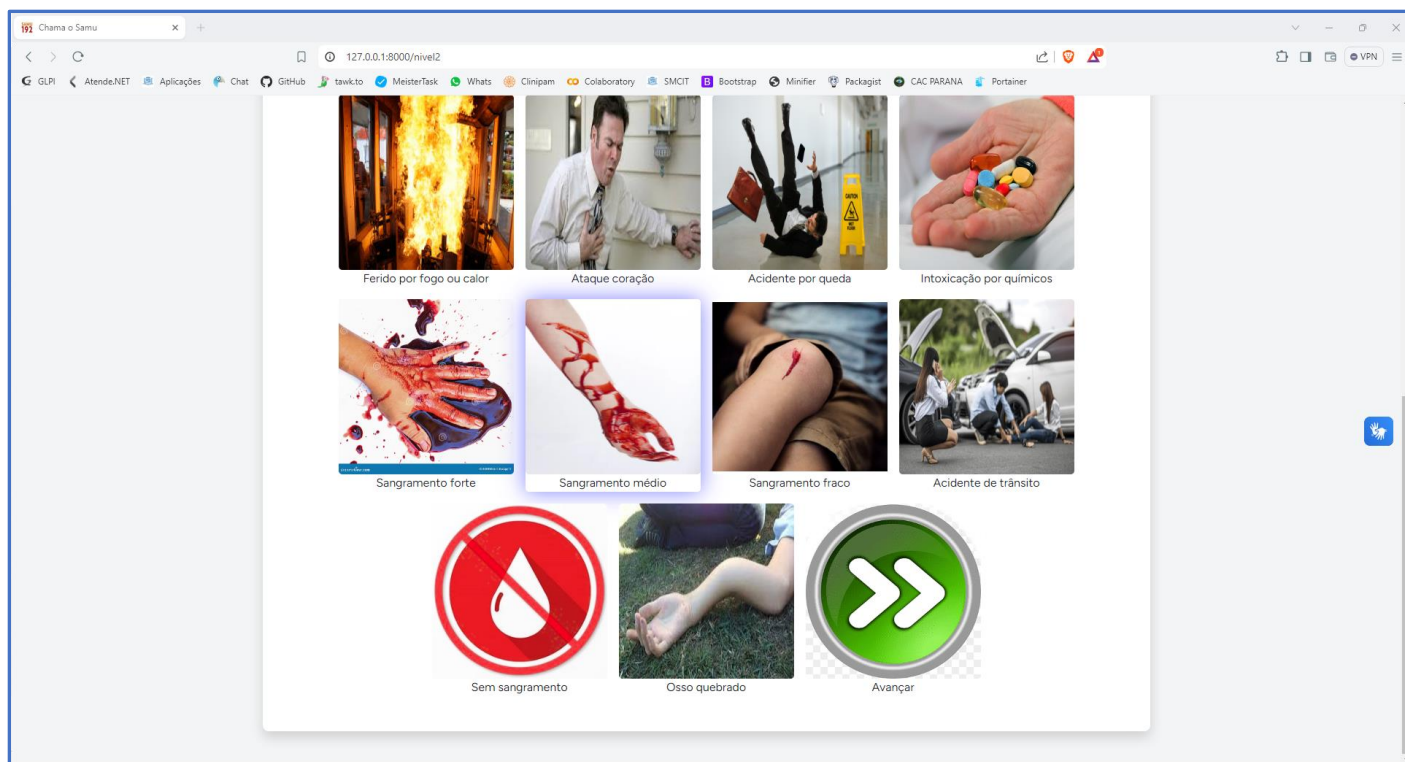 192 Chama o Samu
127.0.0.1:8000/nivel2
VPN
GLPI Atende.NET Aplicações Chat GitHub tawk.to MeisterTask Whats Clinipam Colaboratory SMCIT Bootstrap Minifier Packagist CAC PARANA Portainer
CAUTION
Ferido por fogo ou calor Ataque coração Acidente por queda Intoxicação por químicos
Sangramento forte Sangramento médio Sangramento fraco Acidente de trânsito
Sem sangramento Osso quebrado Avançar